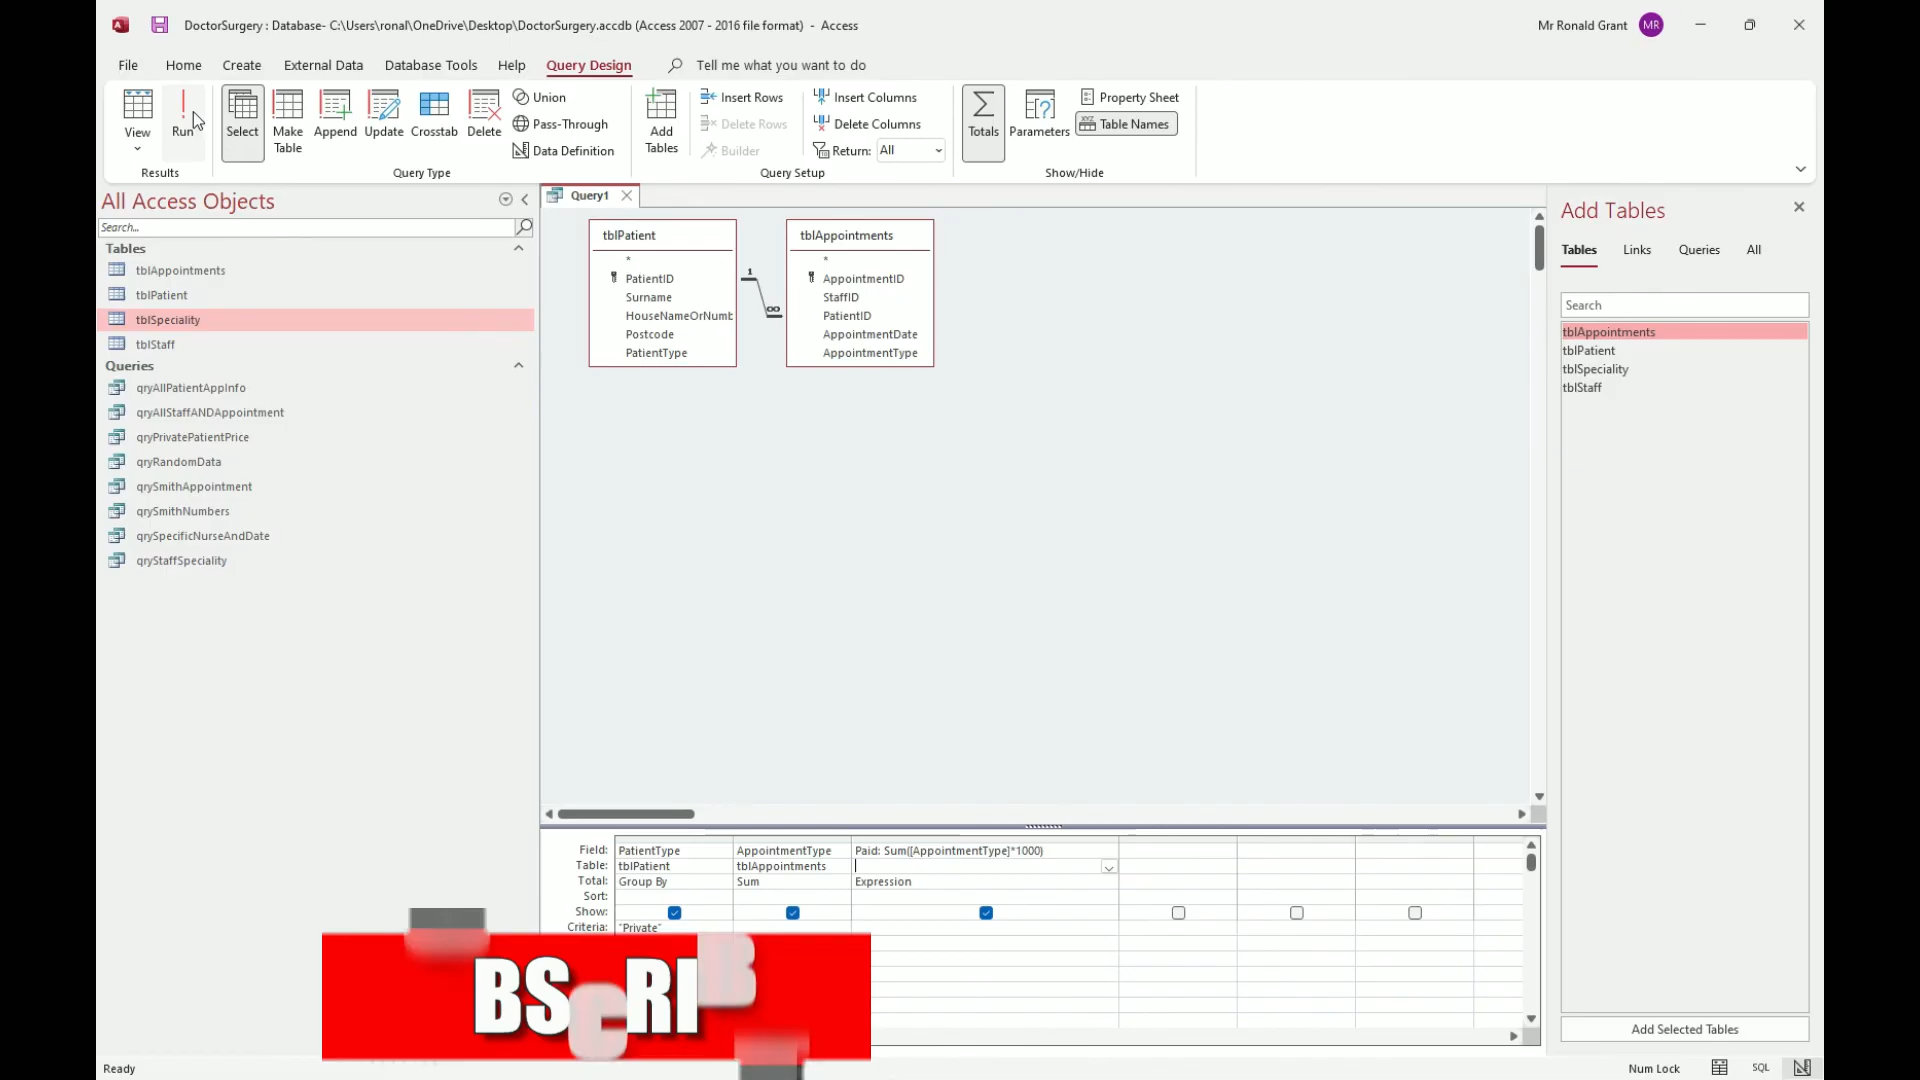 DoctorSurgery : Database- C:\Users\ronal\OneDrive\Desktop\DoctorSurgery.accdb (Access 2007 - 2016 file format) - Access
Mr Ronald Grant
MR
File
Home
Create
External Data
Database Tools
Help
Query Design
Tell me what you want to do
View
Run
Results
Select
Make Table
Append
Update
Crosstab
Delete
Union
Pass-Through
Data Definition
Query Type
Add Tables
Insert Rows
Delete Rows
Builder
Insert Columns
Delete Columns
Return: All
Query Setup
Totals
Parameters
Property Sheet
XYZ
Table Names
Show/Hide
All Access Objects
Search...
Tables
tblAppointments
tblPatient
tblSpeciality
tblStaff
Queries
qryAllPatientAppInfo
qryAllStaffANDAppointment
qryPrivatePatientPrice
qryRandomData
qrySmithAppointment
qrySmithNumbers
qrySpecificNurseAndDate
qryStaffSpeciality
Query1
tblPatient
*
PatientID
Surname
HouseNameOrNumb
Postcode
PatientType
1
∞
tblAppointments
*
AppointmentID
StaffID
PatientID
AppointmentDate
AppointmentType
Field: PatientType AppointmentType Paid: Sum([AppointmentType]*1000)
Table: tblPatient tblAppointments
Total: Group By Sum Expression
Sort:
Show:
Criteria: "Private"
BSCRIB
Add Tables
Tables
Links
Queries
All
Search
tblAppointments
tblPatient
tblSpeciality
tblStaff
Add Selected Tables
Ready
Num Lock
SQL